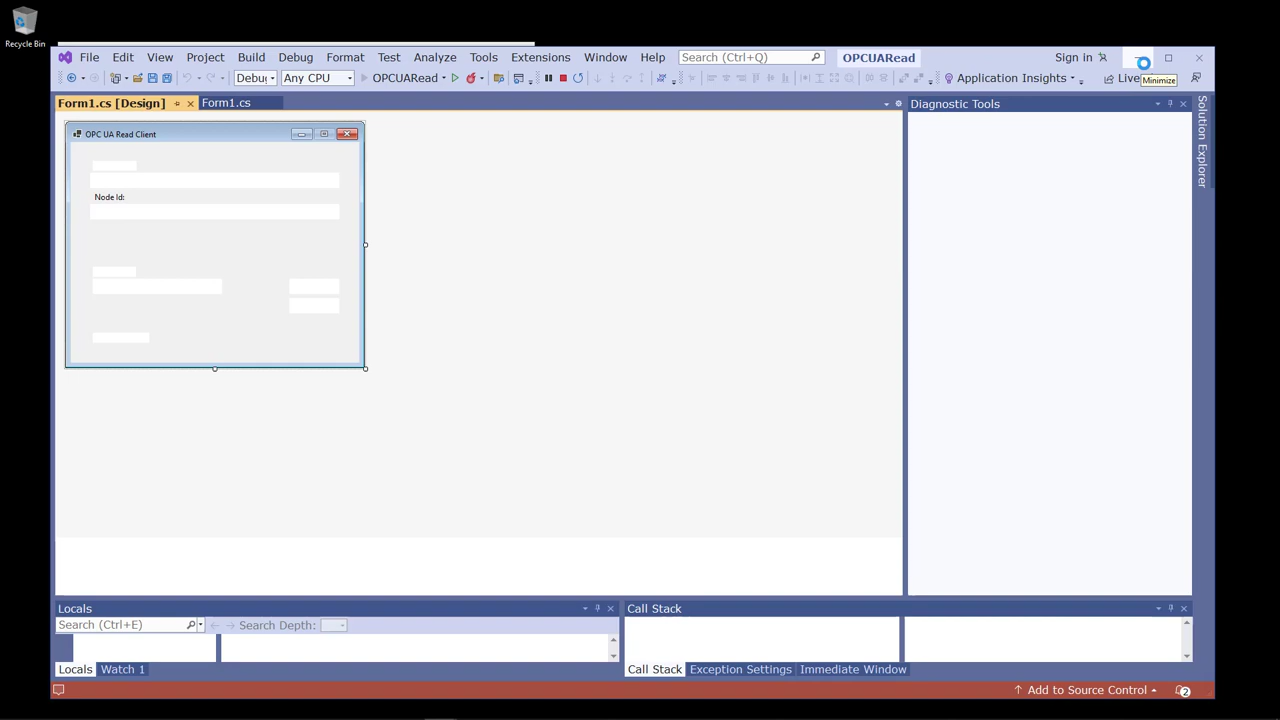 Recycle Bin
File Edit View Project Build Debug Format Test Analyze Tools Extensions Window Help Search (Ctrl+Q) OPCUARead Sign In
Minimize
Debug Any CPU OPCUARead Application Insights Live
Form1.cs [Design] Form1.cs
Diagnostic Tools
Solution Explorer
OPC UA Read Client
Node Id:
Locals
Search (Ctrl+E) Search Depth:
Locals Watch 1
Call Stack
Call Stack Exception Settings Immediate Window
Add to Source Control 2